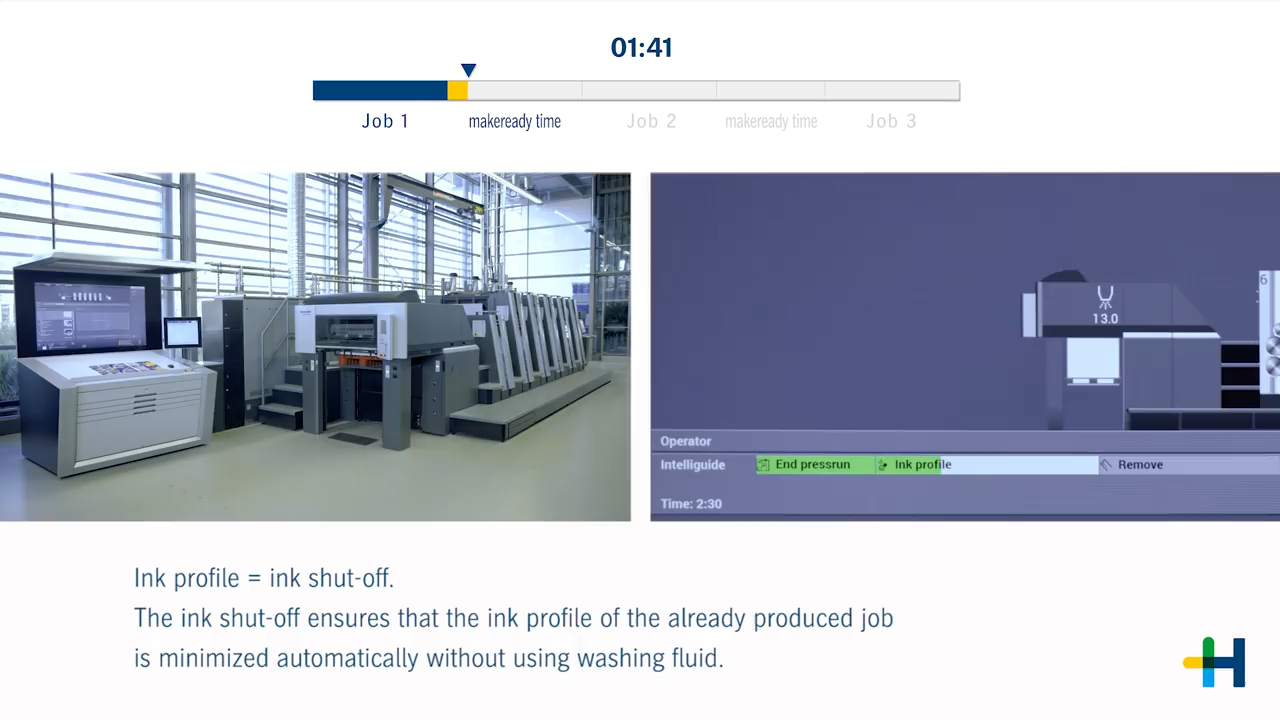 01:41
Job 1 makeready time Job 2 makeready time Job 3
6
13.0
Operator
Intelliguide End pressrun Ink profile Remove
Time: 2:30
Ink profile = ink shut-off.
The ink shut-off ensures that the ink profile of the already produced job
is minimized automatically without using washing fluid.